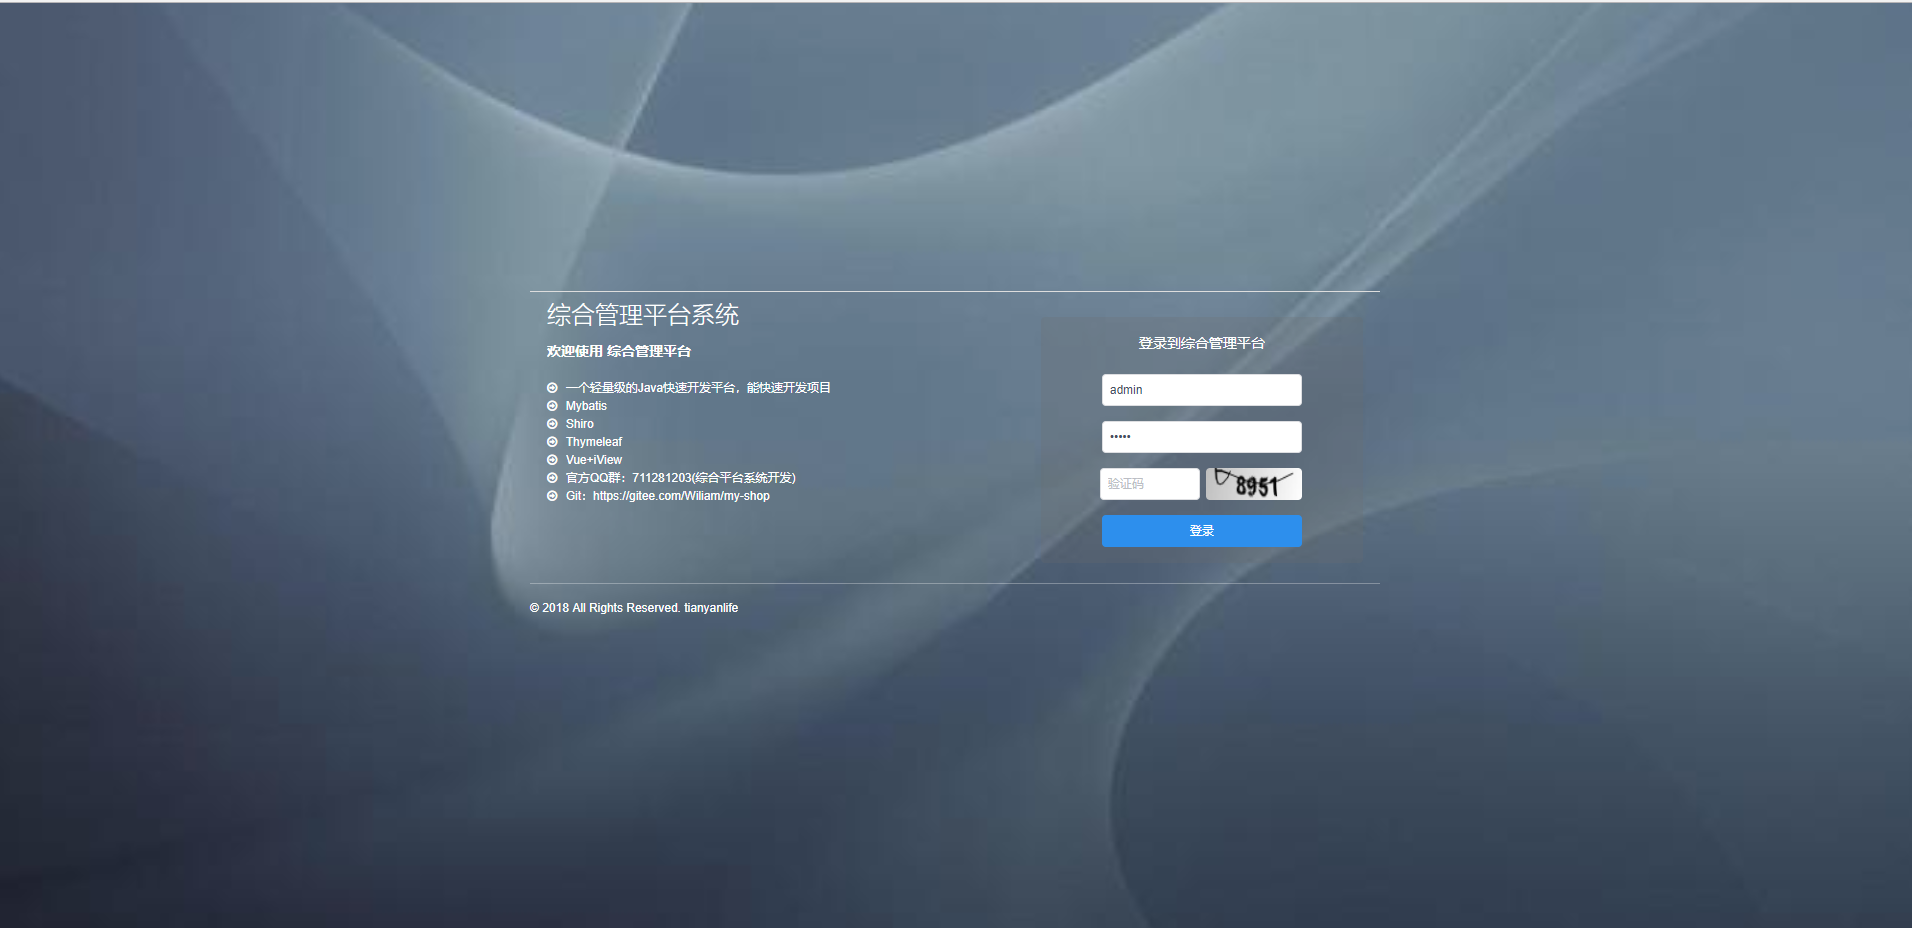 综合管理平台系统
欢迎使用 综合管理平台
一个轻量级的Java快速开发平台，能快速开发项目
Mybatis
Shiro
Thymeleaf
Vue+iView
官方QQ群：711281203(综合平台系统开发)
Git：https://gitee.com/Wiliam/my-shop
登录到综合管理平台
admin
•••••
验证码
8951
登录
© 2018 All Rights Reserved. tianyanlife